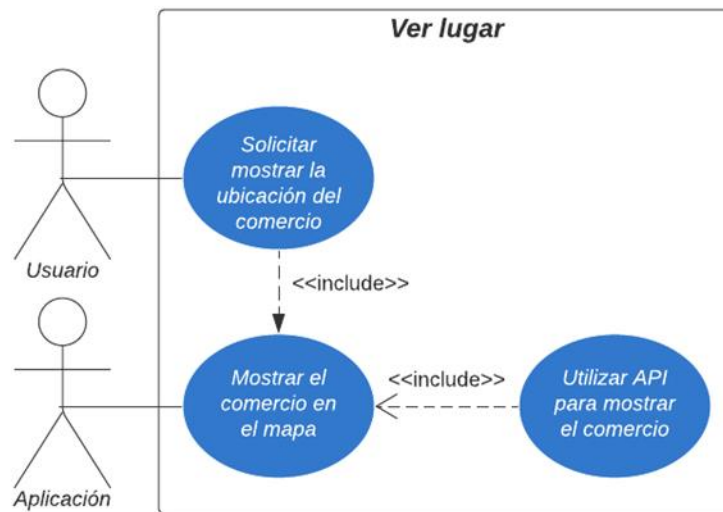 Ver lugar
Solicitar
mostrar la
ubicación del
comercio
Usuario
<<include>>
Mostrar el
comercio en
el mapa
<<include>>
Utilizar API
para mostrar
el comercio
Aplicación